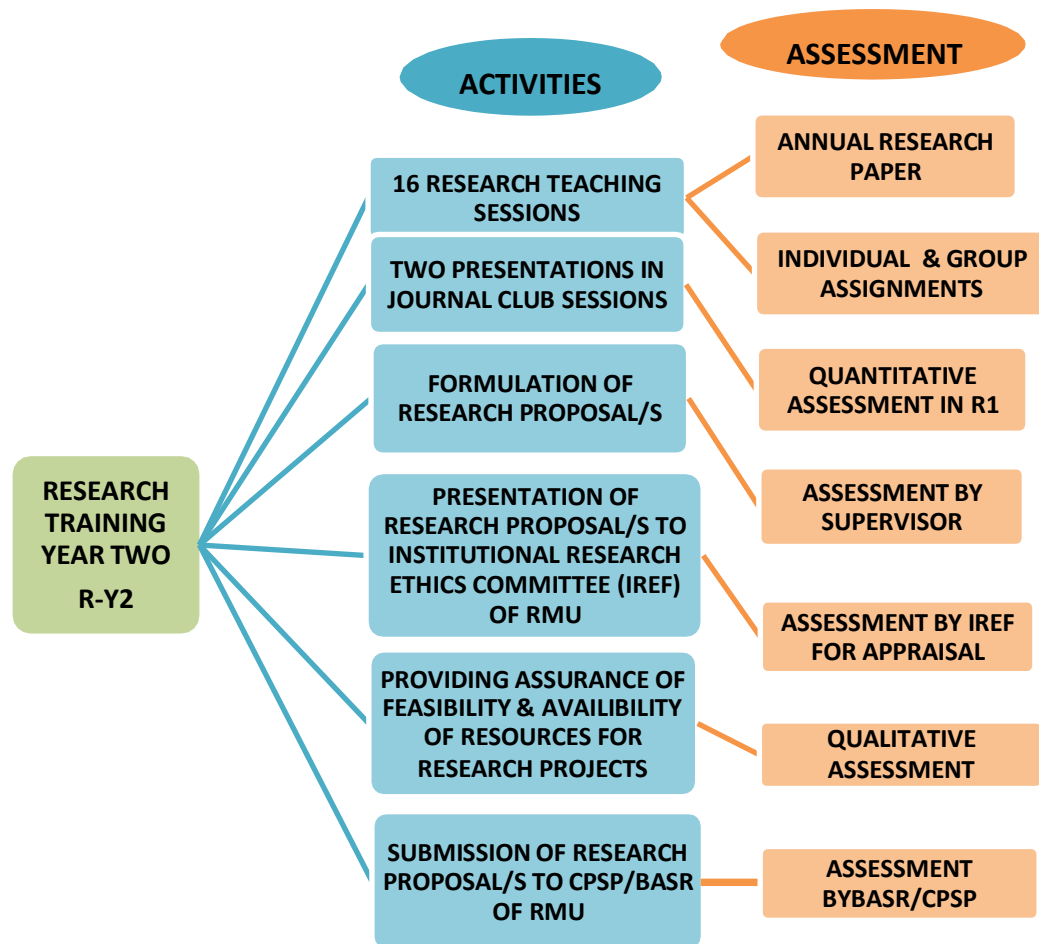 ACTIVITIES
ASSESSMENT
RESEARCH
TRAINING
YEAR TWO
R-Y2
16 RESEARCH TEACHING
SESSIONS
TWO PRESENTATIONS IN
JOURNAL CLUB SESSIONS
FORMULATION OF
RESEARCH PROPOSAL/S
PRESENTATION OF
RESEARCH PROPOSAL/S TO
INSTITUTIONAL RESEARCH
ETHICS COMMITTEE (IREF)
OF RMU
PROVIDING ASSURANCE OF
FEASIBILITY & AVAILIBILITY
OF RESOURCES FOR
RESEARCH PROJECTS
SUBMISSION OF RESEARCH
PROPOSAL/S TO CPSP/BASR
OF RMU
ANNUAL RESEARCH
PAPER
INDIVIDUAL & GROUP
ASSIGNMENTS
QUANTITATIVE
ASSESSMENT IN R1
ASSESSMENT BY
SUPERVISOR
ASSESSMENT BY IREF
FOR APPRAISAL
QUALITATIVE
ASSESSMENT
ASSESSMENT
BYBASR/CPSP